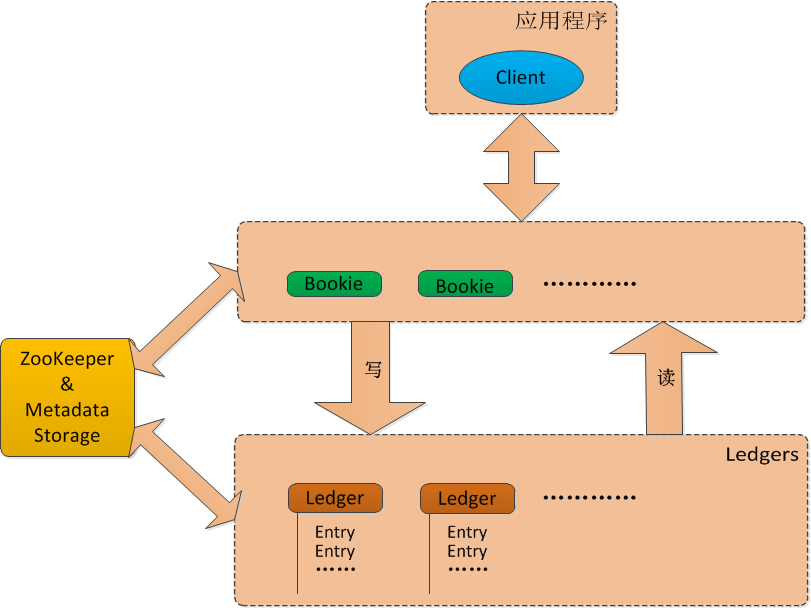 应用程序
Client
Bookie
Bookie
…………
ZooKeeper
&
Metadata
Storage
写
读
Ledgers
Ledger
Ledger
…………
Entry
Entry
……
Entry
Entry
……